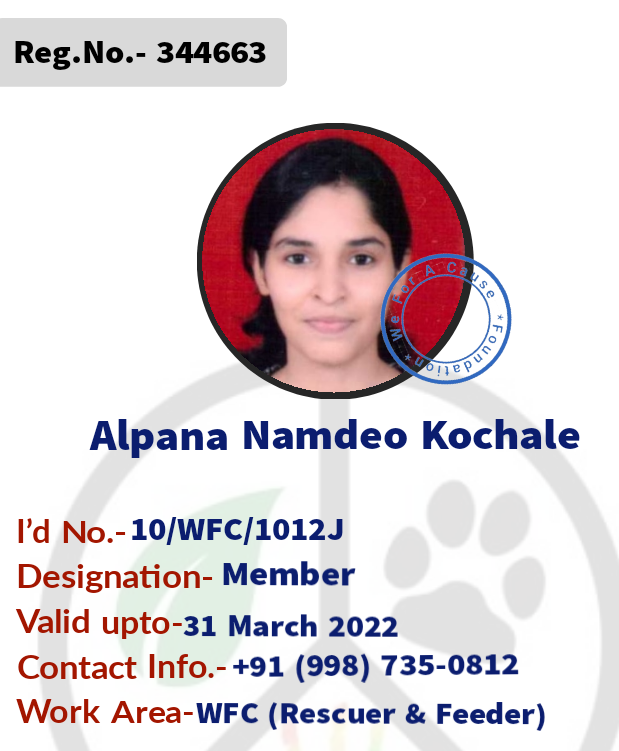 Reg.No.- 344663
*We For A Cause *Foundation
Alpana Namdeo Kochale
I'd No.-10/WFC/1012J
Designation- Member
Valid upto-31 March 2022
Contact Info.-+91 (998) 735-0812
Work Area-WFC (Rescuer & Feeder)